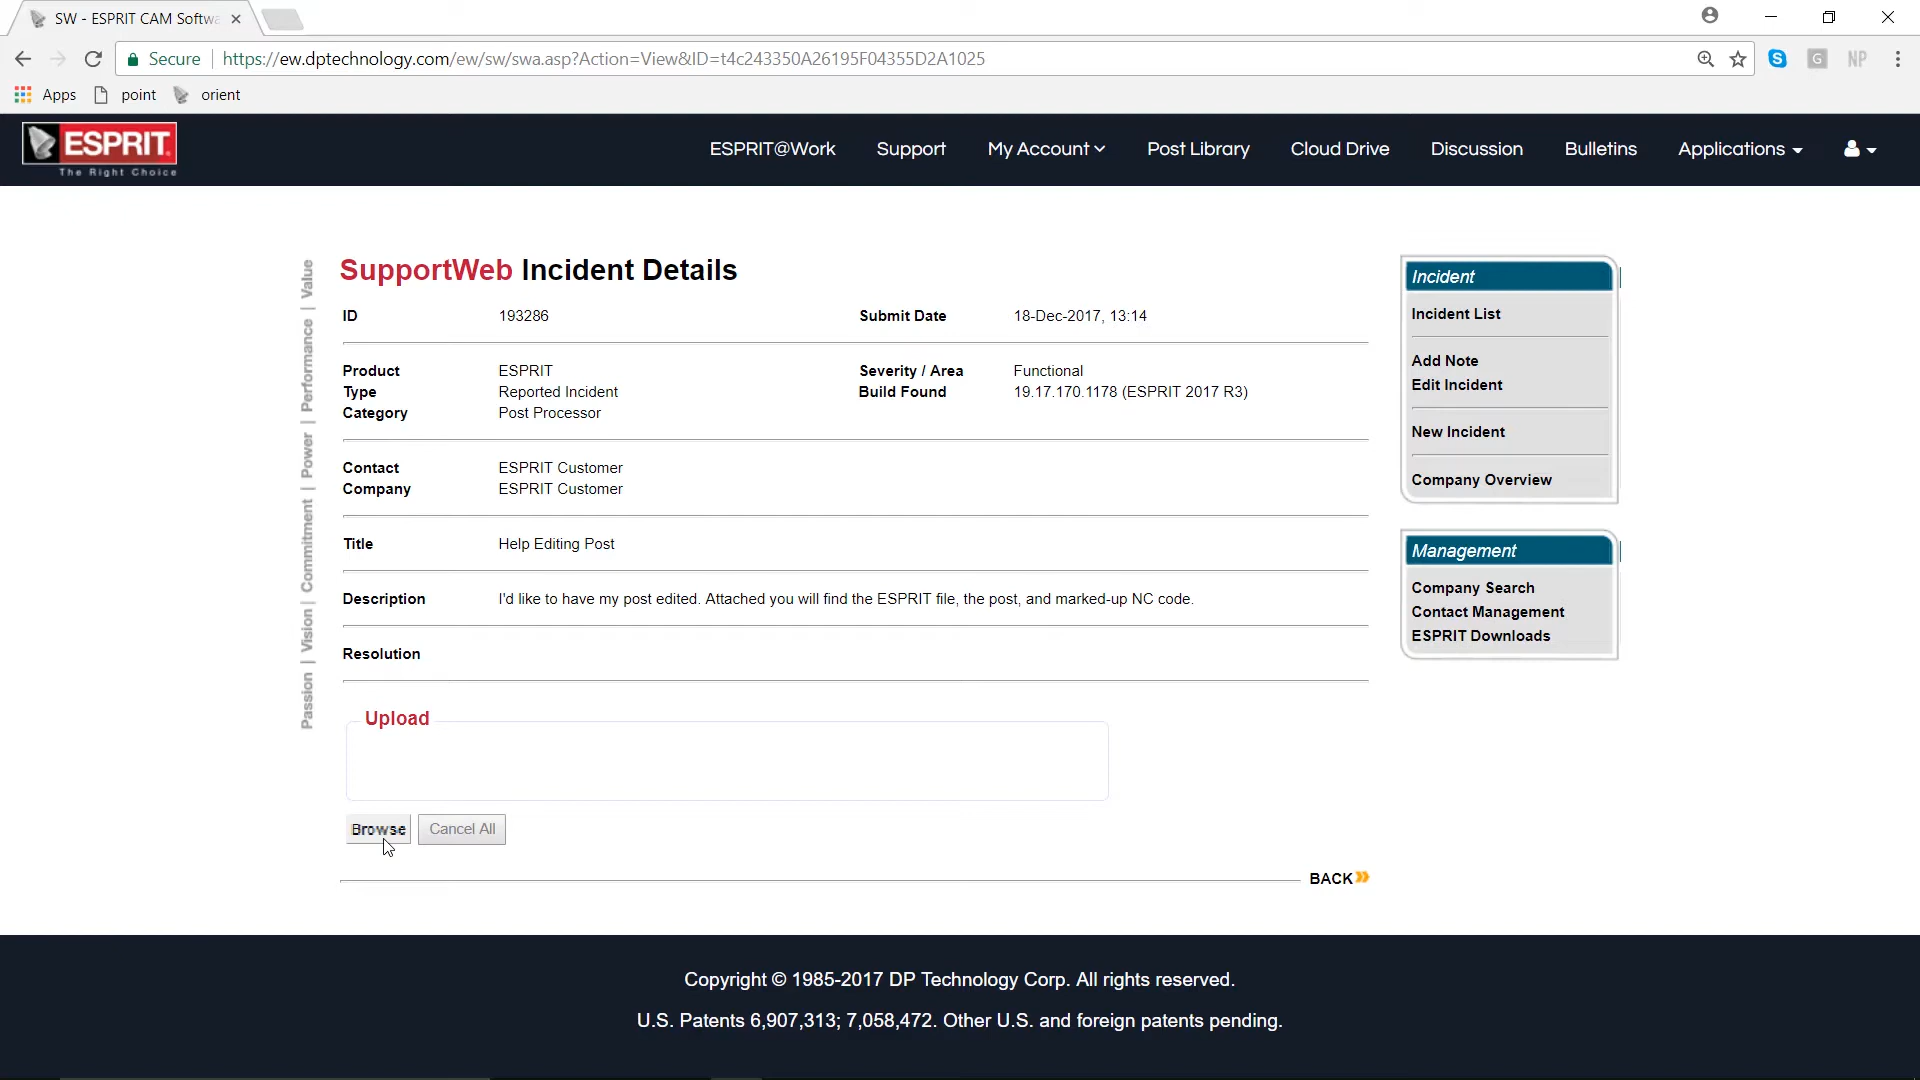 SW - ESPRIT CAM Softwa
Secure https://ew.dptechnology.com/ew/sw/swa.asp?Action=View&ID=t4c243350A26195F04355D2A1025
S G NP
Apps point orient
ESPRIT.
The Right Choice
ESPRIT@Work Support My Account Post Library Cloud Drive Discussion Bulletins Applications
Passion | Vision | Commitment | Power | Performance | Value
SupportWeb Incident Details
ID 193286 Submit Date 18-Dec-2017, 13:14
Product ESPRIT Severity / Area Functional
Type Reported Incident Build Found 19.17.170.1178 (ESPRIT 2017 R3)
Category Post Processor
Contact ESPRIT Customer
Company ESPRIT Customer
Title Help Editing Post
Description I'd like to have my post edited. Attached you will find the ESPRIT file, the post, and marked-up NC code.
Resolution
Upload
Browse Cancel All
BACK
Incident
Incident List
Add Note
Edit Incident
New Incident
Company Overview
Management
Company Search
Contact Management
ESPRIT Downloads
Copyright © 1985-2017 DP Technology Corp. All rights reserved.
U.S. Patents 6,907,313; 7,058,472. Other U.S. and foreign patents pending.